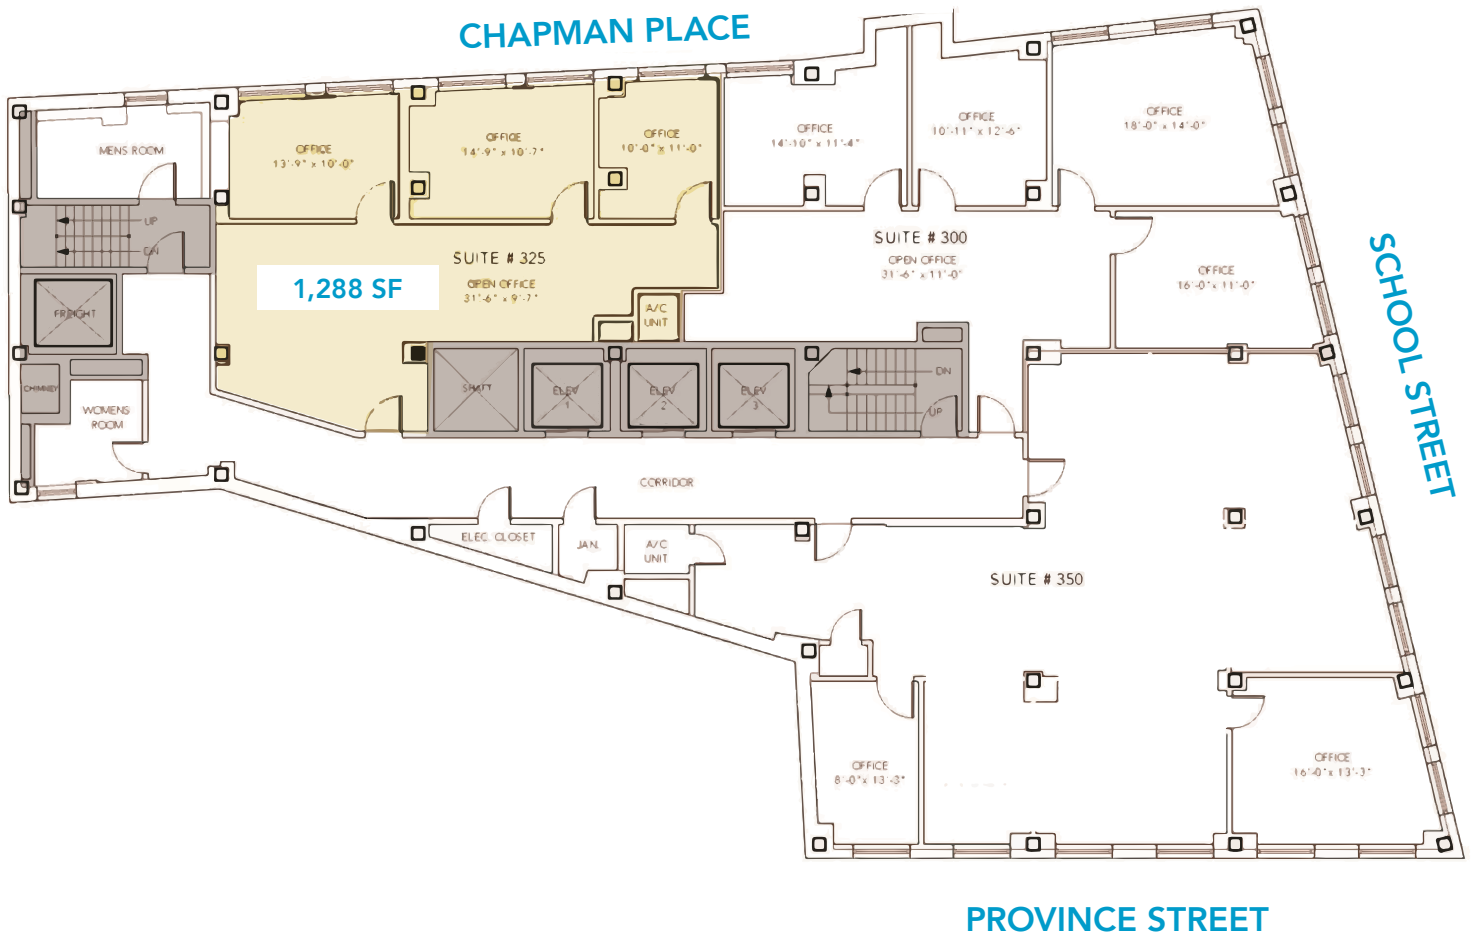 CHAPMAN PLACE
MENS ROOM
OFFICE
13'-9" x 10'-0"
OFFICE
14'-9" x 10'-7"
OFFICE
10'-0" x 11'-0"
OFFICE
14'-10" x 11'-4"
OFFICE
10'-11" x 12'-6"
OFFICE
18'-0" x 14'-0"
UP
DN
SUITE # 325
OPEN OFFICE
31'-6" x 9'-7"
1,288 SF
A/C
UNIT
SUITE # 300
OPEN OFFICE
31'-6" x 11'-0"
OFFICE
16'-0" x 11'-0"
SCHOOL STREET
FREIGHT
CHIMNEY
WOMENS
ROOM
SHAFT
ELEV
1
ELEV
2
ELEV
3
DN
UP
CORRIDOR
ELEC. CLOSET
JAN.
A/C
UNIT
SUITE # 350
OFFICE
8'-0" x 13'-3"
OFFICE
16'-0" x 13'-3"
PROVINCE STREET